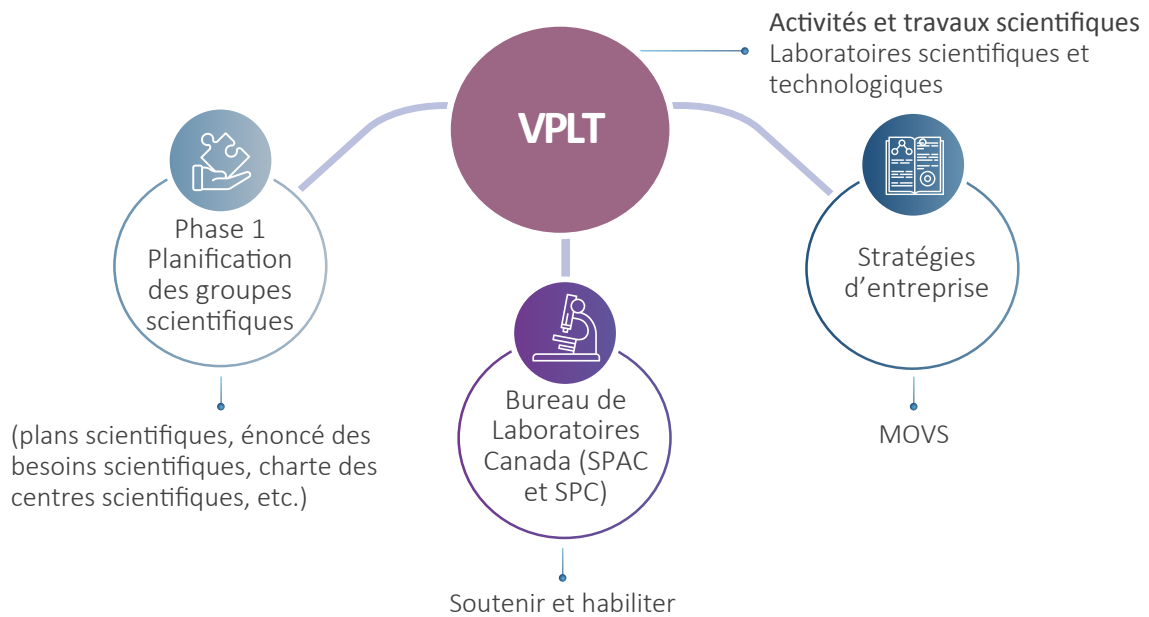 Activités et travaux scientifiques
Laboratoires scientifiques et
technologiques
VPLT
Phase 1
Planification
des groupes
scientifiques
(plans scientifiques, énoncé des
besoins scientifiques, charte des
centres scientifiques, etc.)
Bureau de
Laboratoires
Canada (SPAC
et SPC)
Soutenir et habiliter
Stratégies
d’entreprise
MOVS